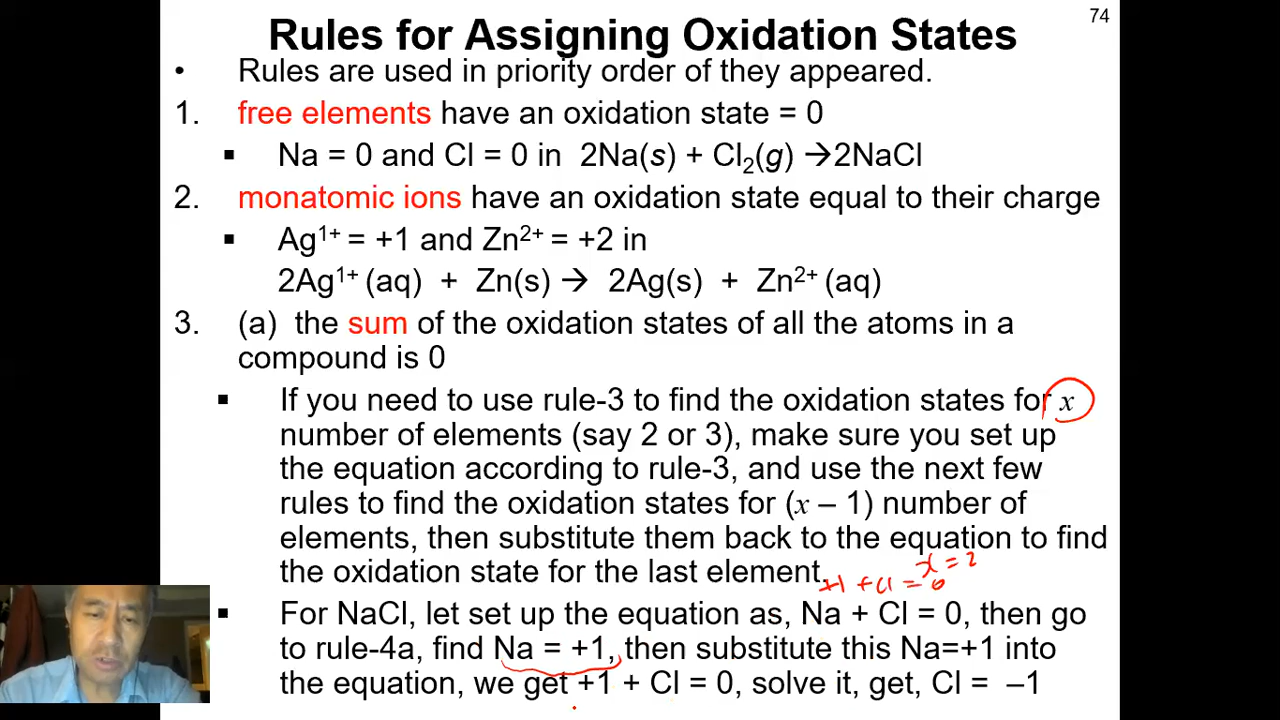 74
Rules for Assigning Oxidation States
• Rules are used in priority order of they appeared.
1. free elements have an oxidation state = 0
▪ Na = 0 and Cl = 0 in 2Na(s) + Cl₂(g) →2NaCl
2. monatomic ions have an oxidation state equal to their charge
▪ Ag¹⁺ = +1 and Zn²⁺ = +2 in
2Ag¹⁺ (aq) + Zn(s) → 2Ag(s) + Zn²⁺ (aq)
3. (a) the sum of the oxidation states of all the atoms in a
compound is 0
▪ If you need to use rule-3 to find the oxidation states for x
number of elements (say 2 or 3), make sure you set up
the equation according to rule-3, and use the next few
rules to find the oxidation states for (x – 1) number of
elements, then substitute them back to the equation to find
the oxidation state for the last element.
x = 2
+1 + Cl = 0
▪ For NaCl, let set up the equation as, Na + Cl = 0, then go
to rule-4a, find Na = +1, then substitute this Na=+1 into
the equation, we get +1 + Cl = 0, solve it, get, Cl = –1